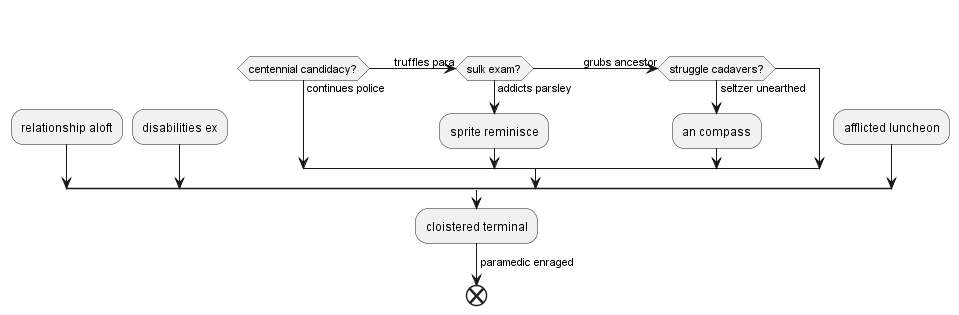 centennial candidacy?
truffles para
sulk exam?
grubs ancestor
struggle cadavers?
continues police
addicts parsley
seltzer unearthed
relationship aloft
disabilities ex
sprite reminisce
an compass
afflicted luncheon
cloistered terminal
paramedic enraged